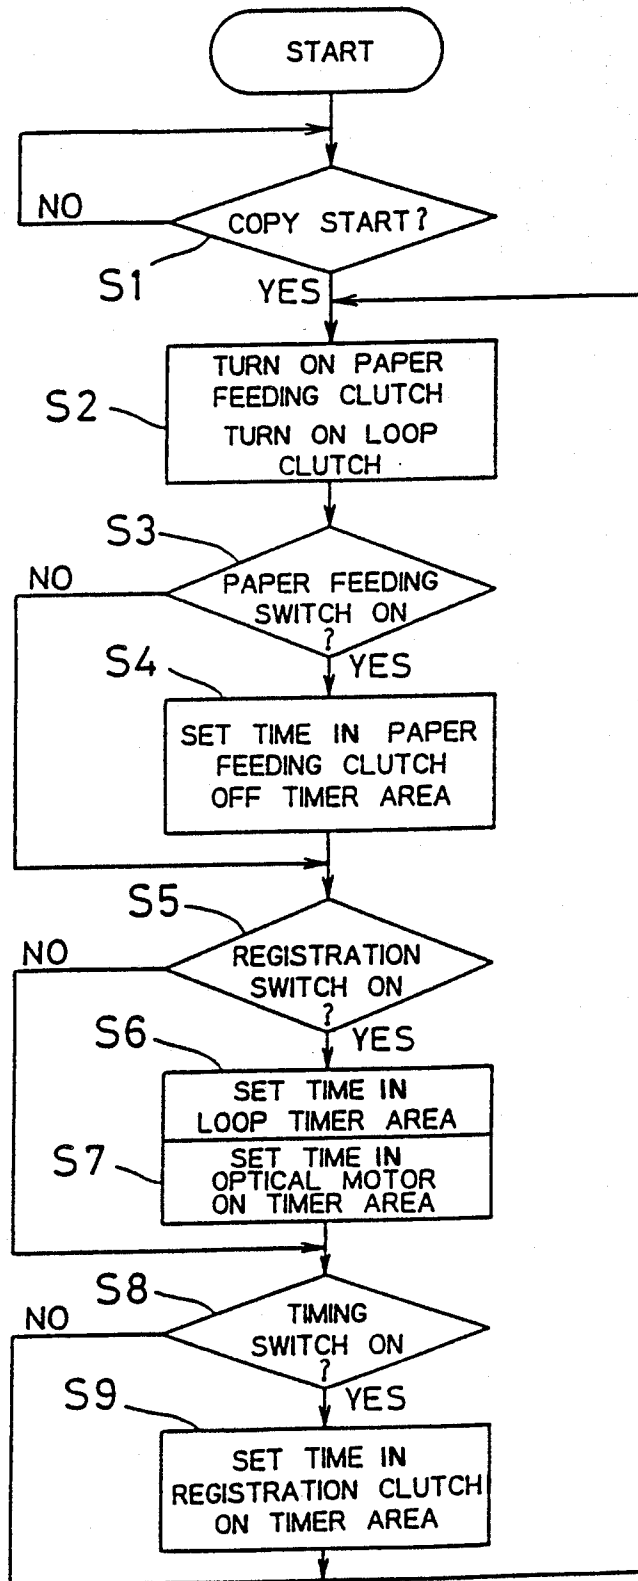 START
NO
COPY START?
S1
YES
S2
TURN ON PAPER
FEEDING CLUTCH
TURN ON LOOP
CLUTCH
S3
NO
PAPER FEEDING
SWITCH ON
?
YES
S4
SET TIME IN PAPER
FEEDING CLUTCH
OFF TIMER AREA
S5
NO
REGISTRATION
SWITCH ON
?
YES
S6
SET TIME IN
LOOP TIMER AREA
S7
SET TIME IN
OPTICAL MOTOR
ON TIMER AREA
S8
NO
TIMING
SWITCH ON
?
YES
S9
SET TIME IN
REGISTRATION CLUTCH
ON TIMER AREA